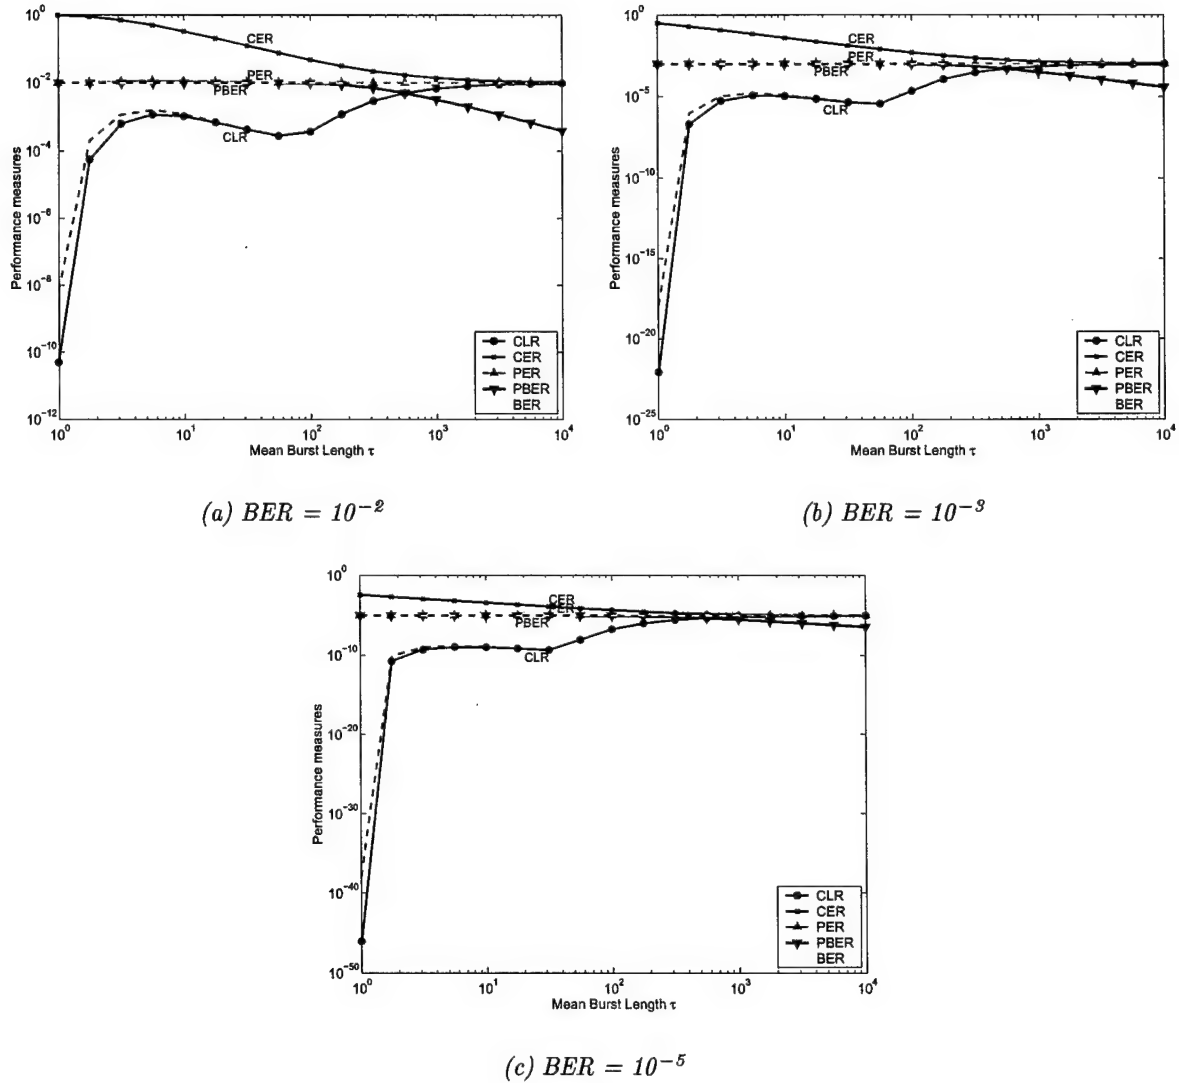 10^0
10^-2
10^-4
10^-6
10^-8
10^-10
10^-12
Performance measures
CER
PER
PBER
CLR
CLR
CER
PER
PBER
BER
10^0
10^1
10^2
10^3
10^4
Mean Burst Length τ
(a) BER = 10^-2
10^0
10^-5
10^-10
10^-15
10^-20
10^-25
Performance measures
CER
PER
PBER
CLR
CLR
CER
PER
PBER
BER
10^0
10^1
10^2
10^3
10^4
Mean Burst Length τ
(b) BER = 10^-3
10^0
10^-10
10^-20
10^-30
10^-40
10^-50
Performance measures
CER
PBER
CLR
CLR
CER
PER
PBER
BER
10^0
10^1
10^2
10^3
10^4
Mean Burst Length τ
(c) BER = 10^-5